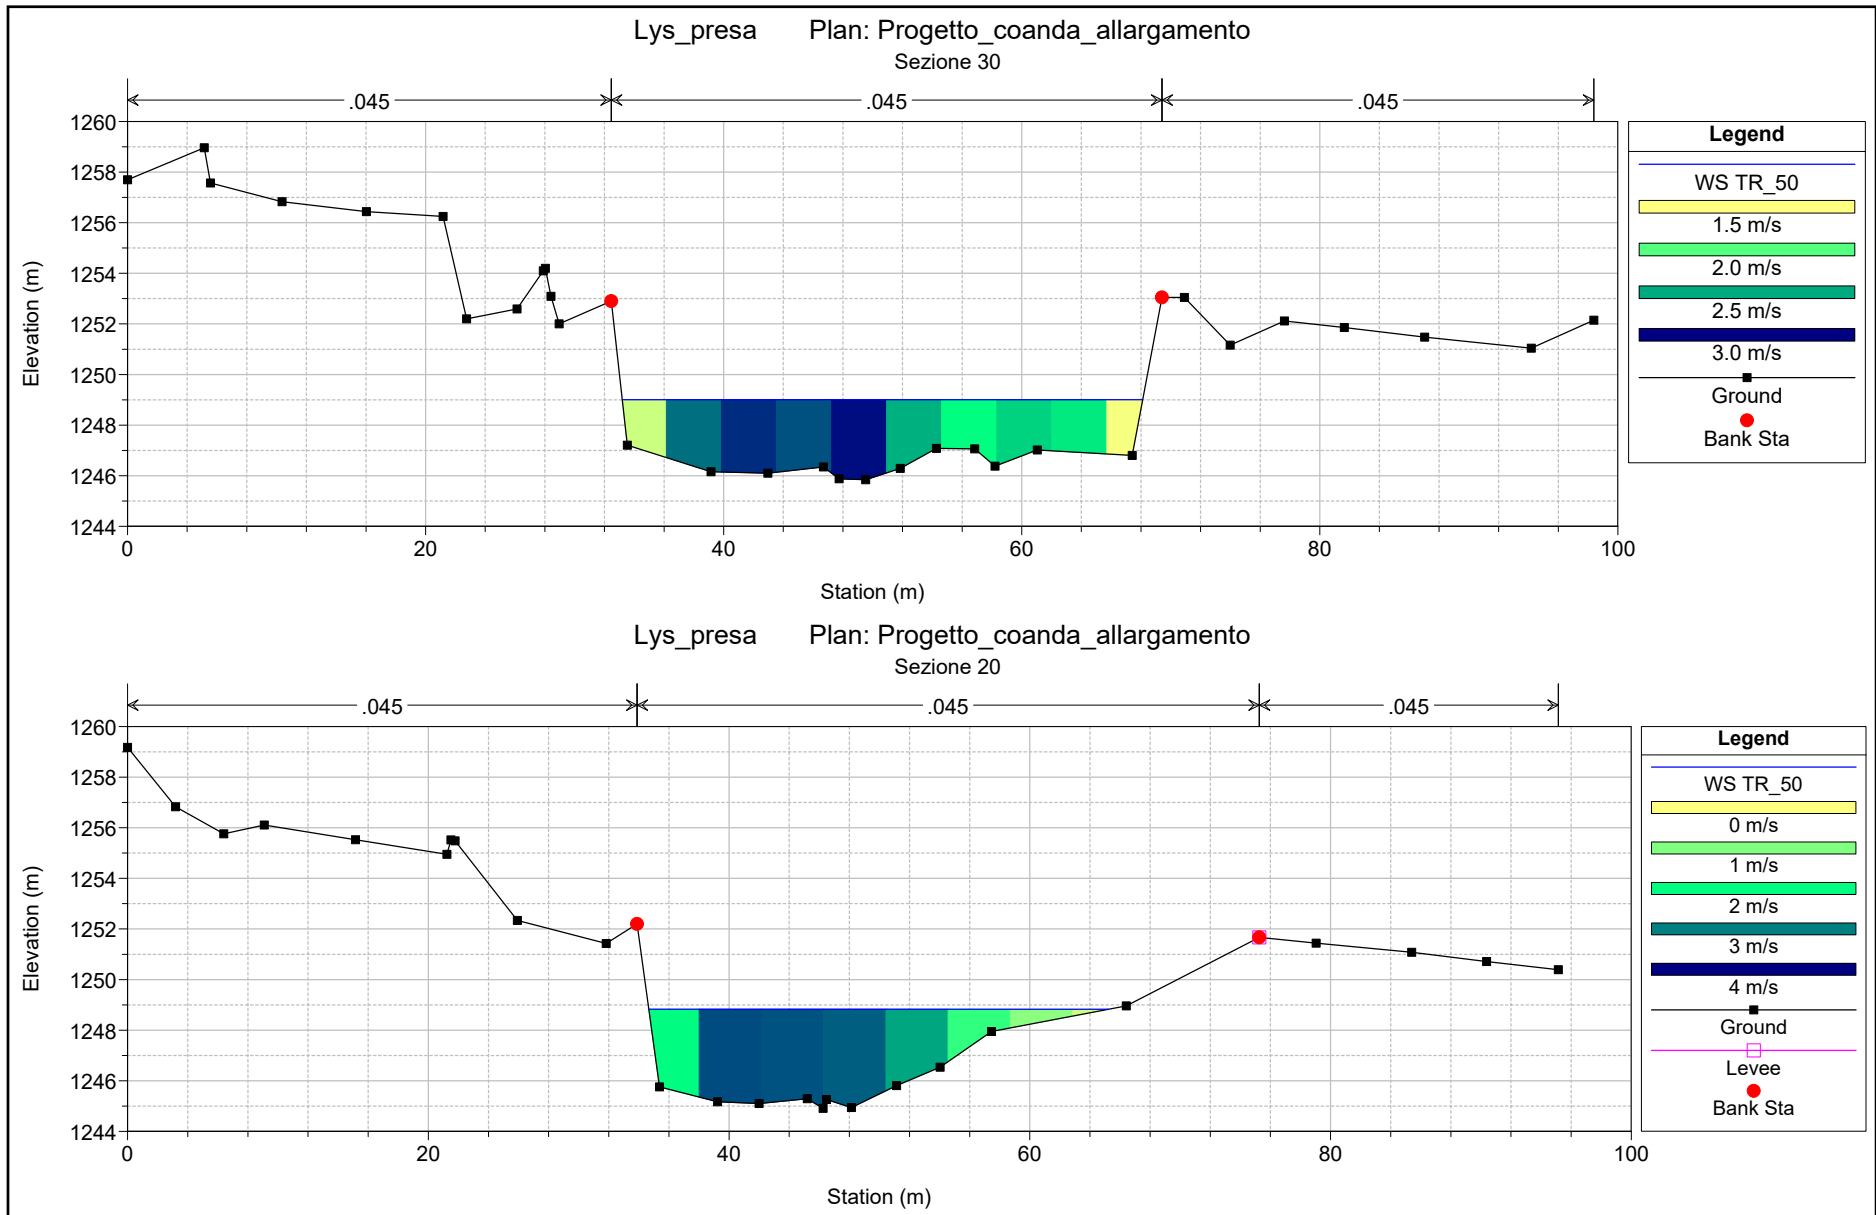 Lys_presa Plan: Progetto_coanda_allargamento
Sezione 30
.045 .045 .045
Elevation (m)
1260
1258
1256
1254
1252
1250
1248
1246
1244
0 20 40 60 80 100
Station (m)
Legend
WS TR_50
1.5 m/s
2.0 m/s
2.5 m/s
3.0 m/s
Ground
Bank Sta
Lys_presa Plan: Progetto_coanda_allargamento
Sezione 20
.045 .045 .045
Elevation (m)
1260
1258
1256
1254
1252
1250
1248
1246
1244
0 20 40 60 80 100
Station (m)
Legend
WS TR_50
0 m/s
1 m/s
2 m/s
3 m/s
4 m/s
Ground
Levee
Bank Sta